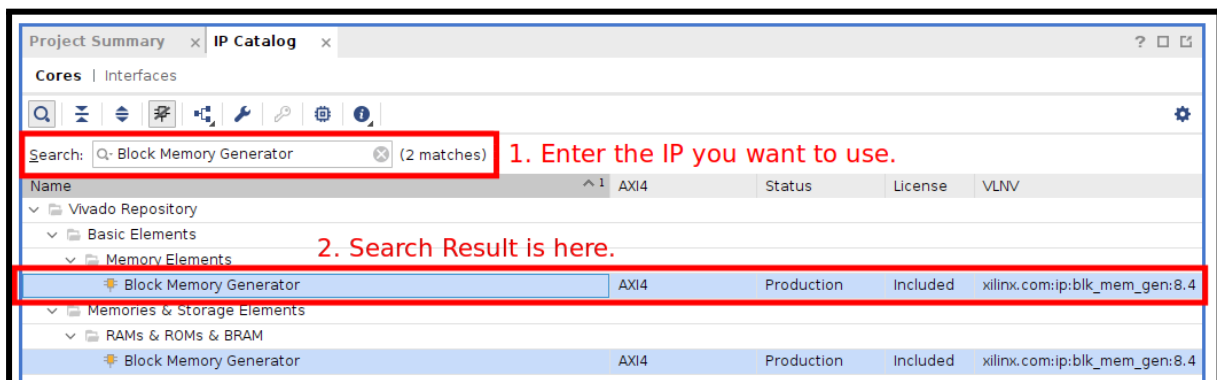 Project Summary × IP Catalog ×
Cores | Interfaces
Search: Block Memory Generator (2 matches) 1. Enter the IP you want to use.
Name 1 AXI4 Status License VLNV
Vivado Repository
Basic Elements
2. Search Result is here.
Memory Elements
Block Memory Generator AXI4 Production Included xilinx.com:ip:blk_mem_gen:8.4
Memories & Storage Elements
RAMs & ROMs & BRAM
Block Memory Generator AXI4 Production Included xilinx.com:ip:blk_mem_gen:8.4